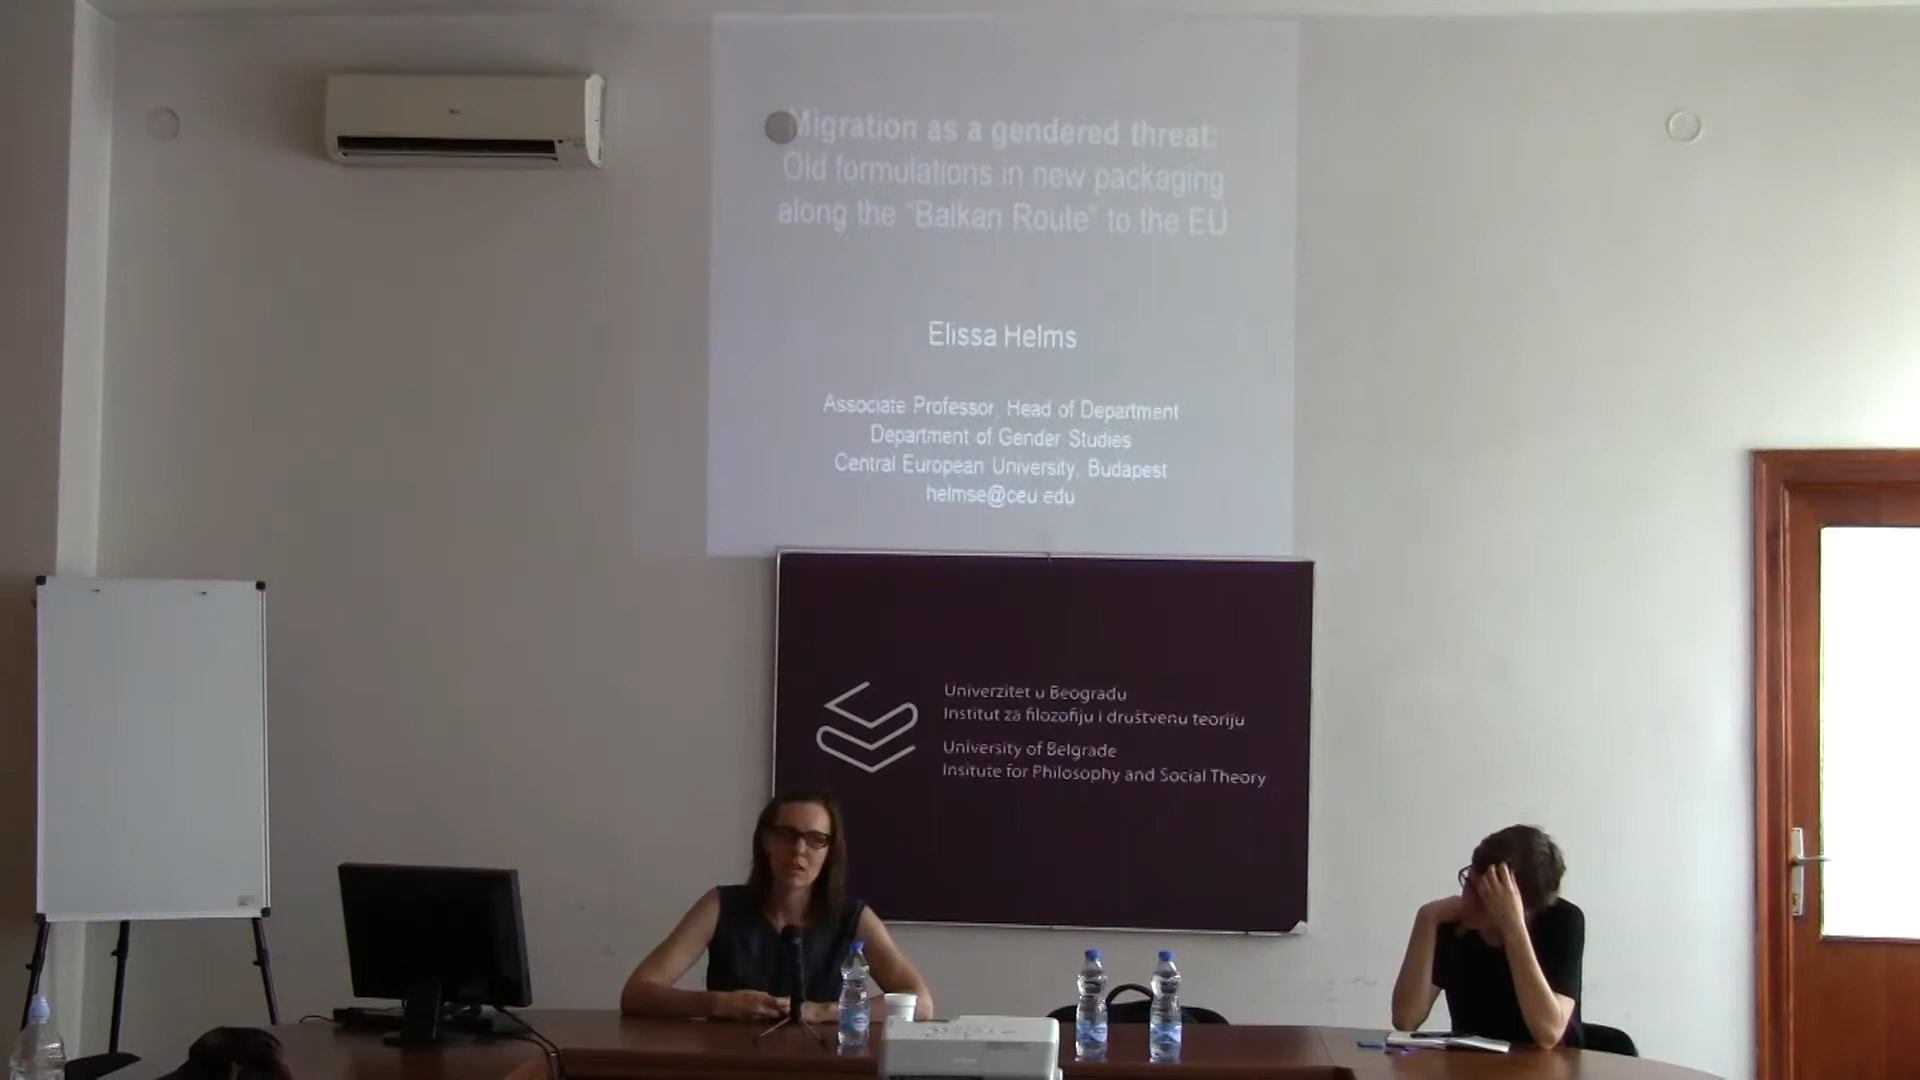 Migration as a gendered threat:
Old formulations in new packaging
along the "Balkan Route" to the EU
Elissa Helms
Associate Professor, Head of Department
Department of Gender Studies
Central European University, Budapest
helmse@ceu.edu
Univerzitet u Beogradu
Institut za filozofiju i društvenu teoriju
University of Belgrade
Insitute for Philosophy and Social Theory